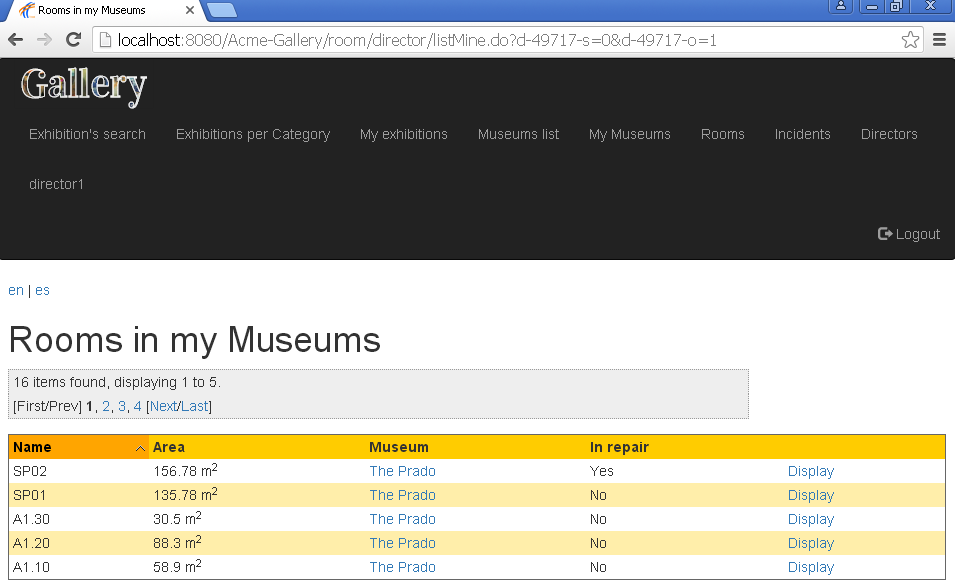 Rooms in my Museums
localhost:8080/Acme-Gallery/room/director/listMine.do?d-49717-s=0&d-49717-o=1
Gallery
Exhibition's search Exhibitions per Category My exhibitions Museums list My Museums Rooms Incidents Directors
director1
Logout
en | es
Rooms in my Museums
16 items found, displaying 1 to 5.
[First/Prev] 1, 2, 3, 4 [Next/Last]
Name Area Museum In repair
SP02 156.78 m² The Prado Yes Display
SP01 135.78 m² The Prado No Display
A1.30 30.5 m² The Prado No Display
A1.20 88.3 m² The Prado No Display
A1.10 58.9 m² The Prado No Display